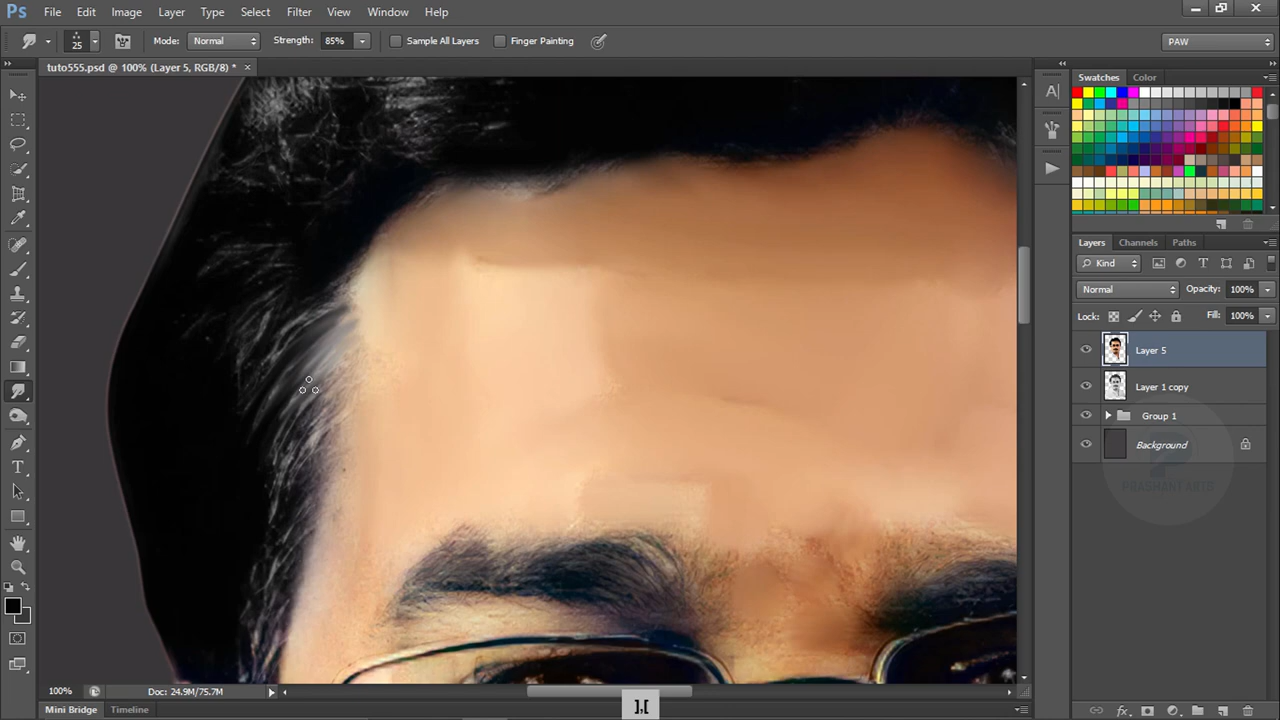 Ps File Edit Image Layer Type Select Filter View Window Help
25 Mode: Normal Strength: 85% Sample All Layers Finger Painting PAW
tuto555.psd @ 100% (Layer 5, RGB/8) * ×
Swatches Color
Layers Channels Paths
Kind
Normal Opacity: 100%
Lock: Fill: 100%
Layer 5
Layer 1 copy
Group 1
Background
PRASHANT ARTS
100% Doc: 24.9M/75.7M
],[
Mini Bridge Timeline